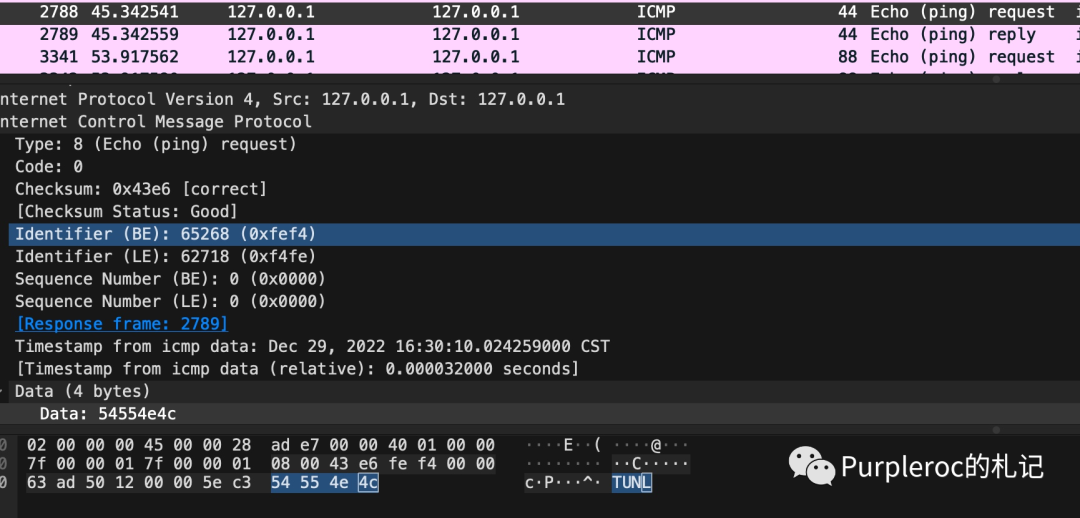 2788 45.342541 127.0.0.1 127.0.0.1 ICMP 44 Echo (ping) request
2789 45.342559 127.0.0.1 127.0.0.1 ICMP 44 Echo (ping) reply
3341 53.917562 127.0.0.1 127.0.0.1 ICMP 88 Echo (ping) request
nternet Protocol Version 4, Src: 127.0.0.1, Dst: 127.0.0.1
nternet Control Message Protocol
Type: 8 (Echo (ping) request)
Code: 0
Checksum: 0x43e6 [correct]
[Checksum Status: Good]
Identifier (BE): 65268 (0xfef4)
Identifier (LE): 62718 (0xf4fe)
Sequence Number (BE): 0 (0x0000)
Sequence Number (LE): 0 (0x0000)
[Response frame: 2789]
Timestamp from icmp data: Dec 29, 2022 16:30:10.024259000 CST
[Timestamp from icmp data (relative): 0.000032000 seconds]
Data (4 bytes)
Data: 54554e4c
0 02 00 00 00 45 00 00 28 ad e7 00 00 40 01 00 00 ····E··( ····@···
0 7f 00 00 01 7f 00 00 01 08 00 43 e6 fe f4 00 00 ········ ··C·····
0 63 ad 50 12 00 00 5e c3 54 55 4e 4c c·P···^· TUNL
Purpleroc的札记